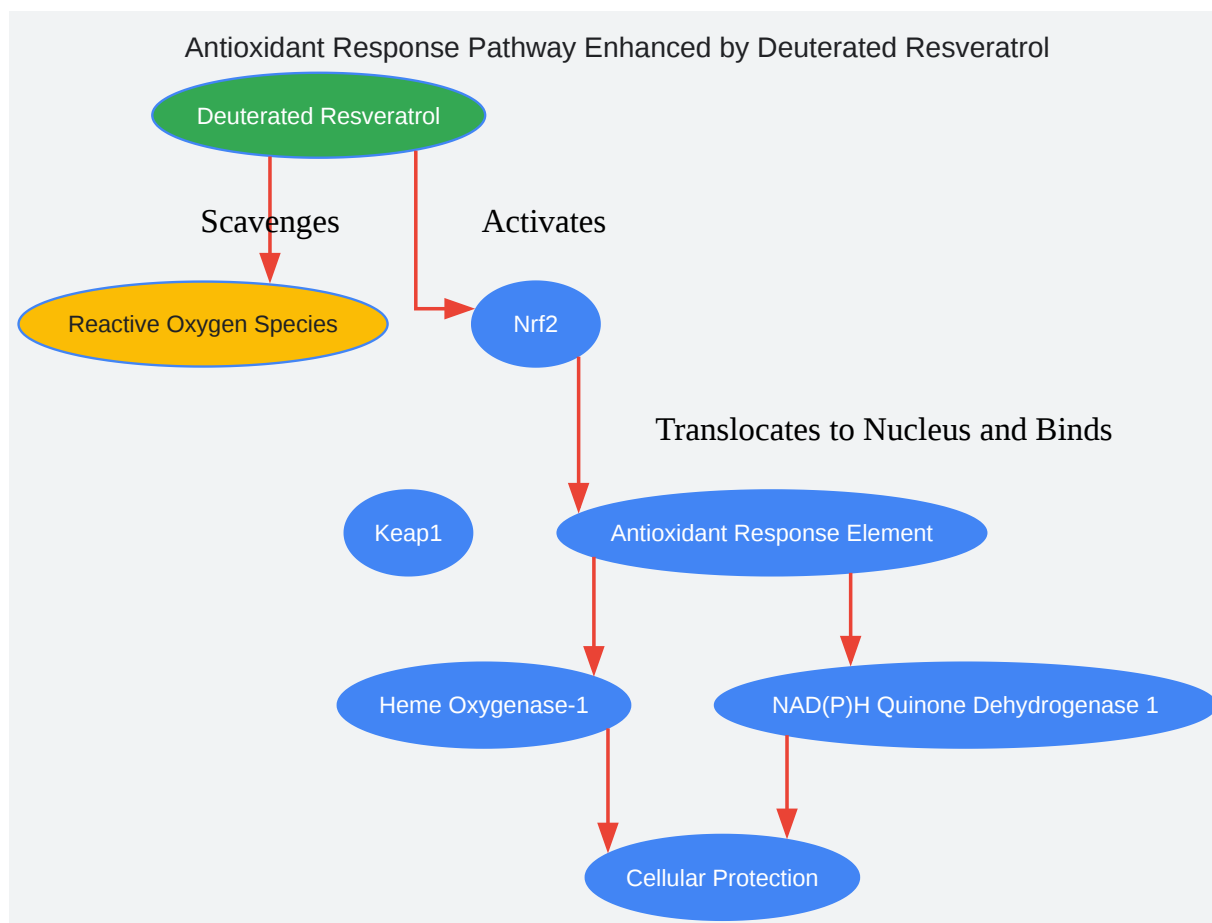 Antioxidant Response Pathway Enhanced by Deuterated Resveratrol
Deuterated Resveratrol
Scavenges
Activates
Reactive Oxygen Species
Nrf2
Translocates to Nucleus and Binds
Keap1
Antioxidant Response Element
Heme Oxygenase-1
NAD(P)H Quinone Dehydrogenase 1
Cellular Protection